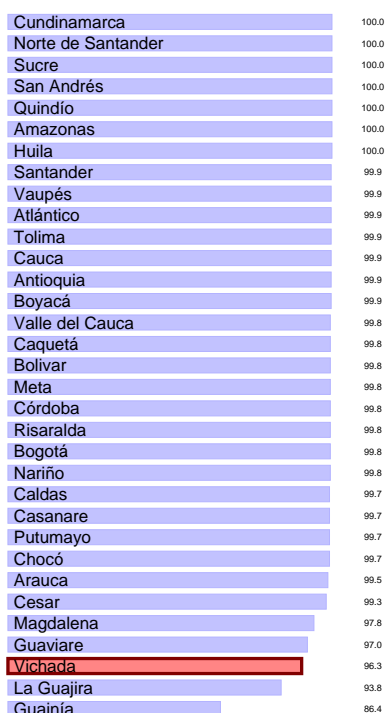 Cundinamarca 100.0
Norte de Santander 100.0
Sucre 100.0
San Andrés 100.0
Quindío 100.0
Amazonas 100.0
Huila 100.0
Santander 99.9
Vaupés 99.9
Atlántico 99.9
Tolima 99.9
Cauca 99.9
Antioquia 99.9
Boyacá 99.9
Valle del Cauca 99.8
Caquetá 99.8
Bolivar 99.8
Meta 99.8
Córdoba 99.8
Risaralda 99.8
Bogotá 99.8
Nariño 99.8
Caldas 99.7
Casanare 99.7
Putumayo 99.7
Chocó 99.7
Arauca 99.5
Cesar 99.3
Magdalena 97.8
Guaviare 97.0
Vichada 96.3
La Guajira 93.8
Guainía 86.4